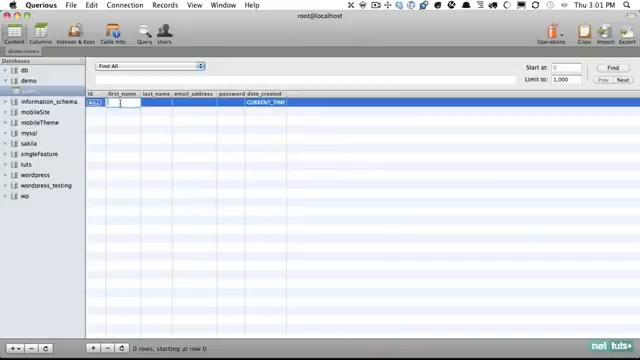 Querious File Edit View Records Window Help Thu 3:01 PM
root@localhost
Content Columns Indexes & Keys Table Info Query Users Operations Copy Import Export
demo.users
Databases
db
demo
users
information_schema
mobileSite
mobileTheme
mysql
sakila
singleFeature
tuts
wordpress
wordpress_testing
wp
Find All Start at: 0 Find
Limit to: 1,000 Prev Next
id first_name last_name email_address password date_created
NULL CURRENT_TIM
0 rows, starting at row 0
net tuts+